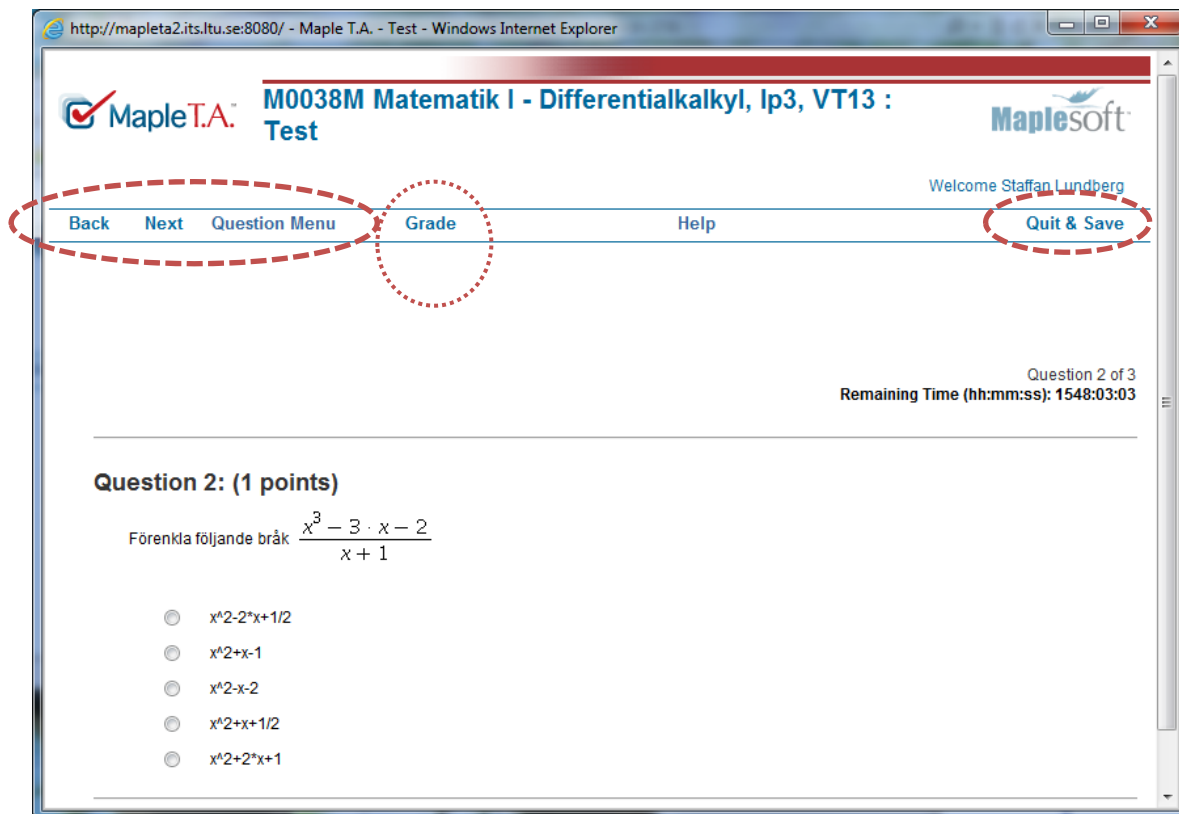 http://mapleta2.its.ltu.se:8080/ - Maple T.A. - Test - Windows Internet Explorer
MapleT.A.™
M0038M Matematik I - Differentialkalkyl, lp3, VT13 :
Test
Maplesoft™
Welcome Staffan Lundberg
Back Next Question Menu Grade Help Quit & Save
Question 2 of 3
Remaining Time (hh:mm:ss): 1548:03:03
Question 2: (1 points)
Förenkla följande bråk (x^3 − 3 · x − 2)/(x + 1)
x^2-2*x+1/2
x^2+x-1
x^2-x-2
x^2+x+1/2
x^2+2*x+1